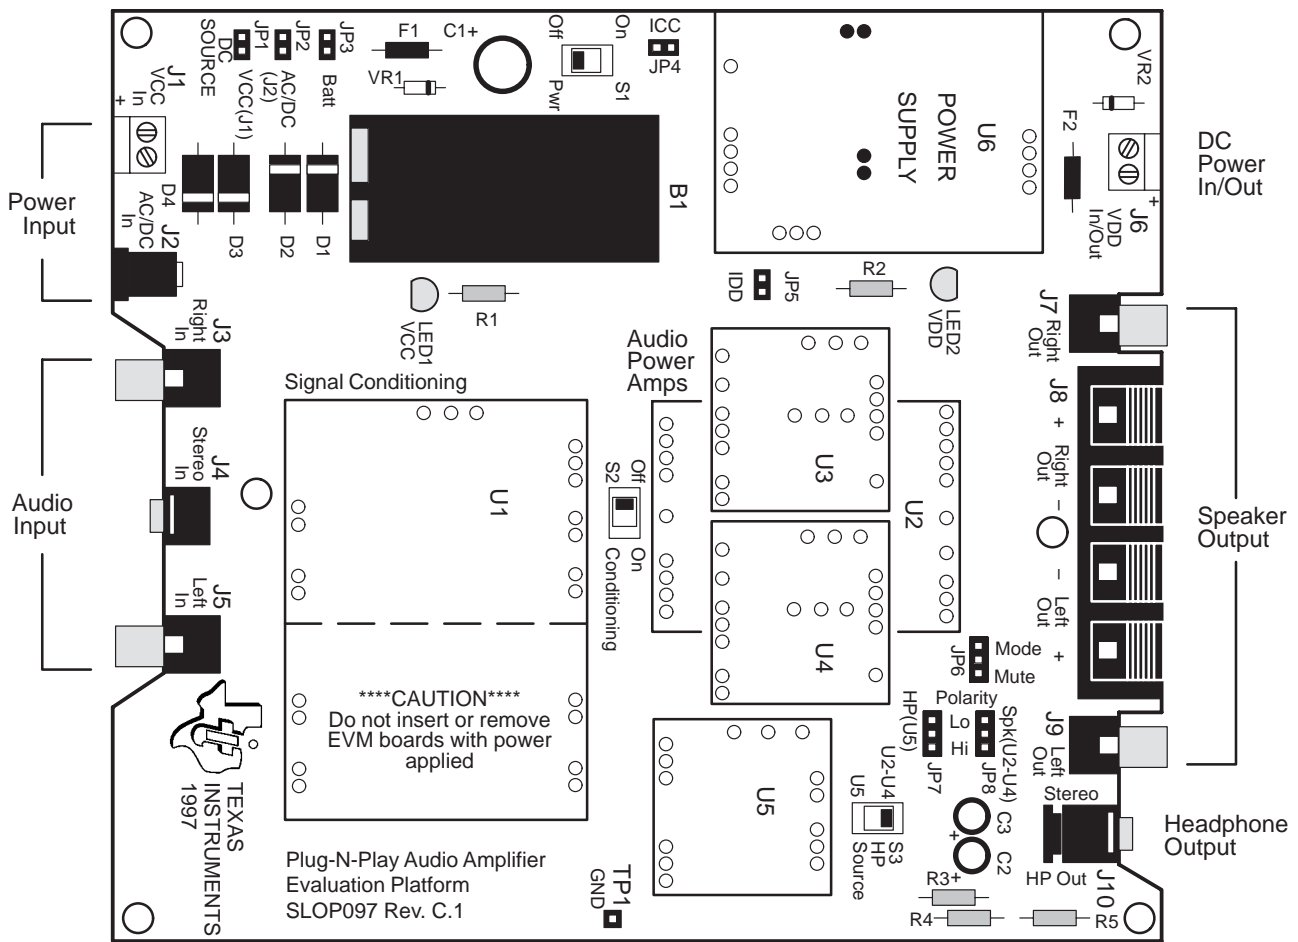 SOURCE
DC
JP1
JP2
JP3
F1
C1+
Off
On
ICC
JP4
VR1
Pwr
S1
VCC(J1)
AC/DC
(J2)
Batt
J1
VCC
In
+
D4
D3
D2
D1
AC/DC
In
J2
Power
Input
B1
POWER
SUPPLY
U6
VR2
F2
DC
Power
In/Out
+
J6
VDD
In/Out
IDD
JP5
R2
LED2
VDD
R1
LED1
VCC
J3
Right
In
J7
Right
Out
Audio
Power
Amps
Signal Conditioning
U1
U3
U2
U4
Off
S2
On
Conditioning
J4
Stereo
In
Audio
Input
J5
Left
In
J8
+
Right
Out
–
–
Left
Out
+
Speaker
Output
JP6
Mode
Mute
Polarity
HP(U5)
Lo
Hi
Spk(U2-U4)
JP7
JP8
J9
Left
Out
****CAUTION****
Do not insert or remove
EVM boards with power
applied
TEXAS
INSTRUMENTS
1997
U5
U5
U2-U4
S3
HP
Source
C3
+
C2
Stereo
Headphone
Output
HP Out
J10
R3+
R4
R5
Plug-N-Play Audio Amplifier
Evaluation Platform
SLOP097 Rev. C.1
TP1
GND